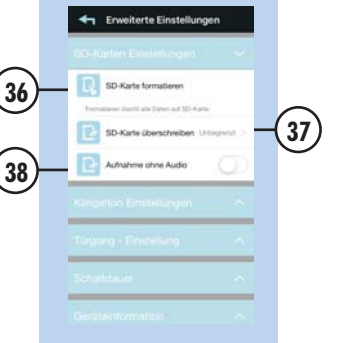 Erweiterte Einstellungen
SD-Karten Einstellungen
36
SD-Karte formatieren
Formatieren löscht alle Daten auf SD-Karte
SD-Karte überschreiben Unbegrenzt
37
38
Aufnahme ohne Audio
Klingelton Einstellungen
Türgong - Einstellung
Schaltdauer
Geräteinformation